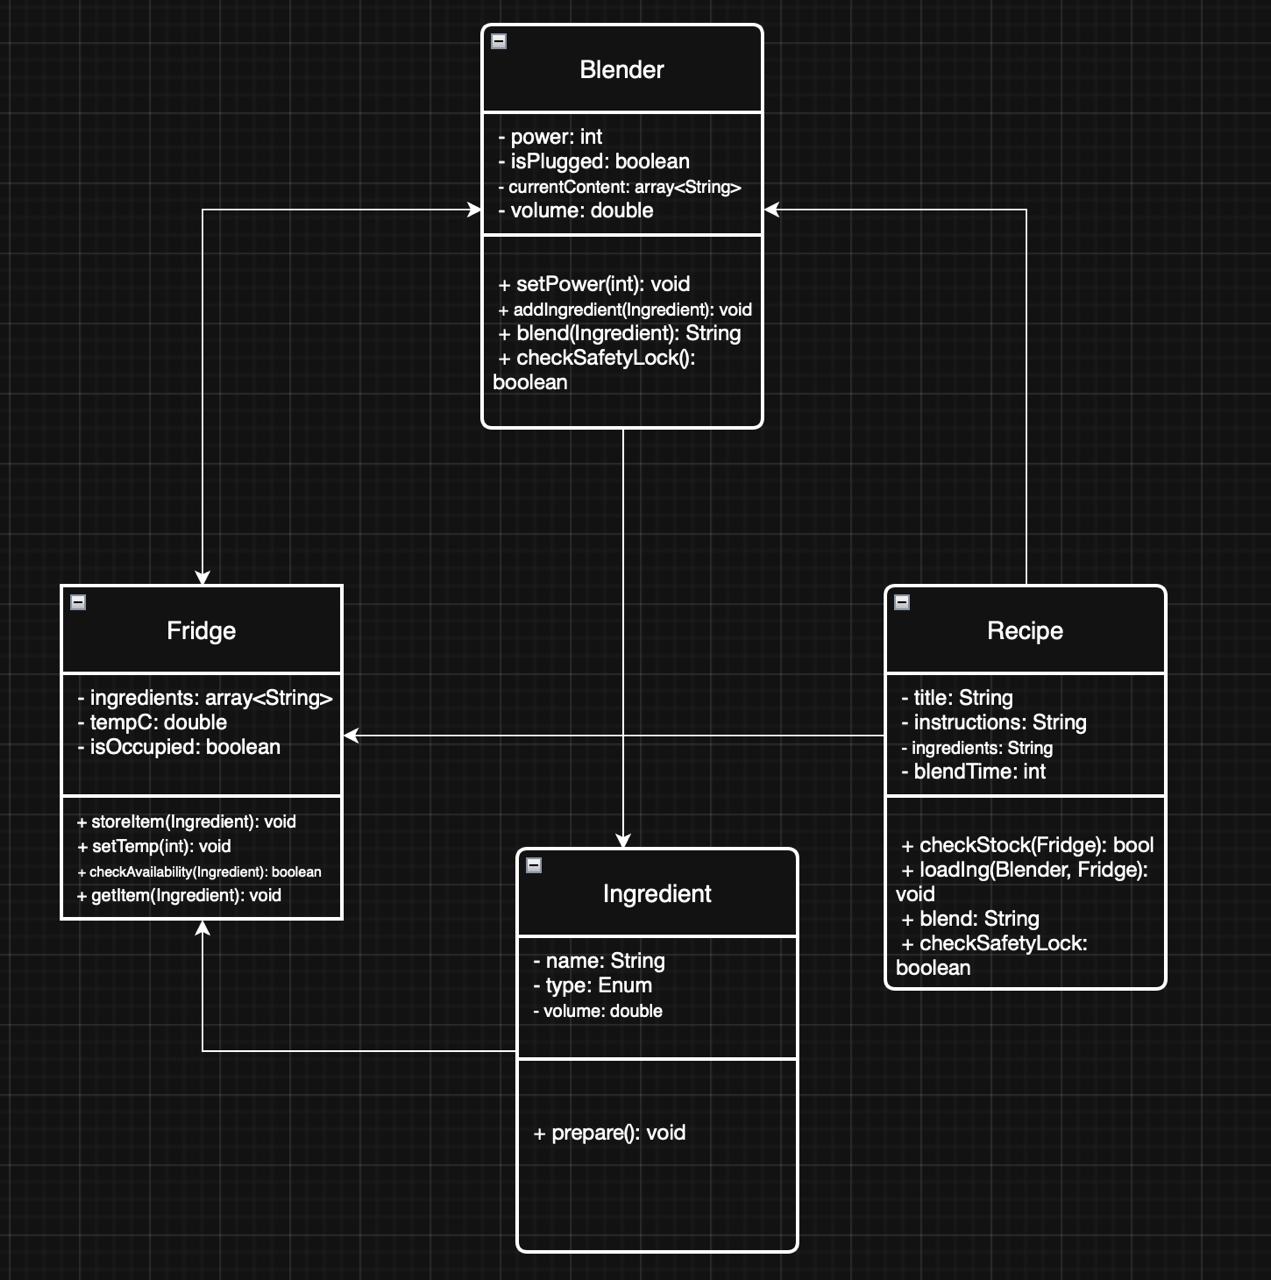 Blender
- power: int
- isPlugged: boolean
- currentContent: array<String>
- volume: double
+ setPower(int): void
+ addIngredient(Ingredient): void
+ blend(Ingredient): String
+ checkSafetyLock():
boolean
Fridge
- ingredients: array<String>
- tempC: double
- isOccupied: boolean
+ storeItem(Ingredient): void
+ setTemp(int): void
+ checkAvailability(Ingredient): boolean
+ getItem(Ingredient): void
Recipe
- title: String
- instructions: String
- ingredients: String
- blendTime: int
+ checkStock(Fridge): bool
+ loadIng(Blender, Fridge):
void
+ blend: String
+ checkSafetyLock:
boolean
Ingredient
- name: String
- type: Enum
- volume: double
+ prepare(): void